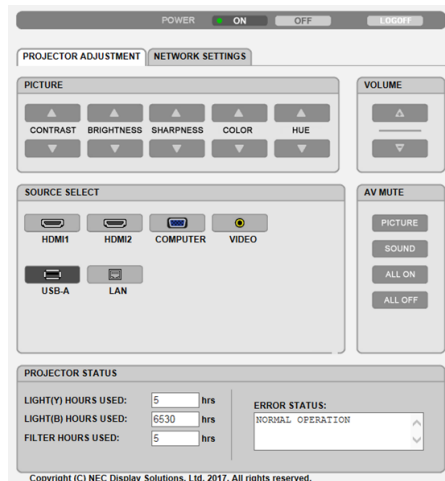 POWER ON OFF LOGOFF
PROJECTOR ADJUSTMENT NETWORK SETTINGS
PICTURE
CONTRAST BRIGHTNESS SHARPNESS COLOR HUE
VOLUME
SOURCE SELECT
HDMI1 HDMI2 COMPUTER VIDEO
USB-A LAN
AV MUTE
PICTURE
SOUND
ALL ON
ALL OFF
PROJECTOR STATUS
LIGHT(Y) HOURS USED: 5 hrs
LIGHT(B) HOURS USED: 6530 hrs
FILTER HOURS USED: 5 hrs
ERROR STATUS:
NORMAL OPERATION
Copyright (C) NEC Display Solutions, Ltd. 2017. All rights reserved.